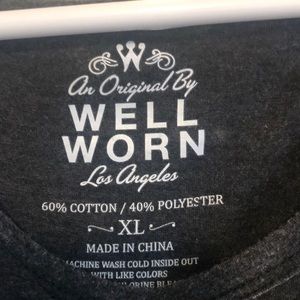 W
An Original By
WELL
WORN
Los Angeles
60% COTTON / 40% POLYESTER
XL
MADE IN CHINA
MACHINE WASH COLD INSIDE OUT
WITH LIKE COLORS